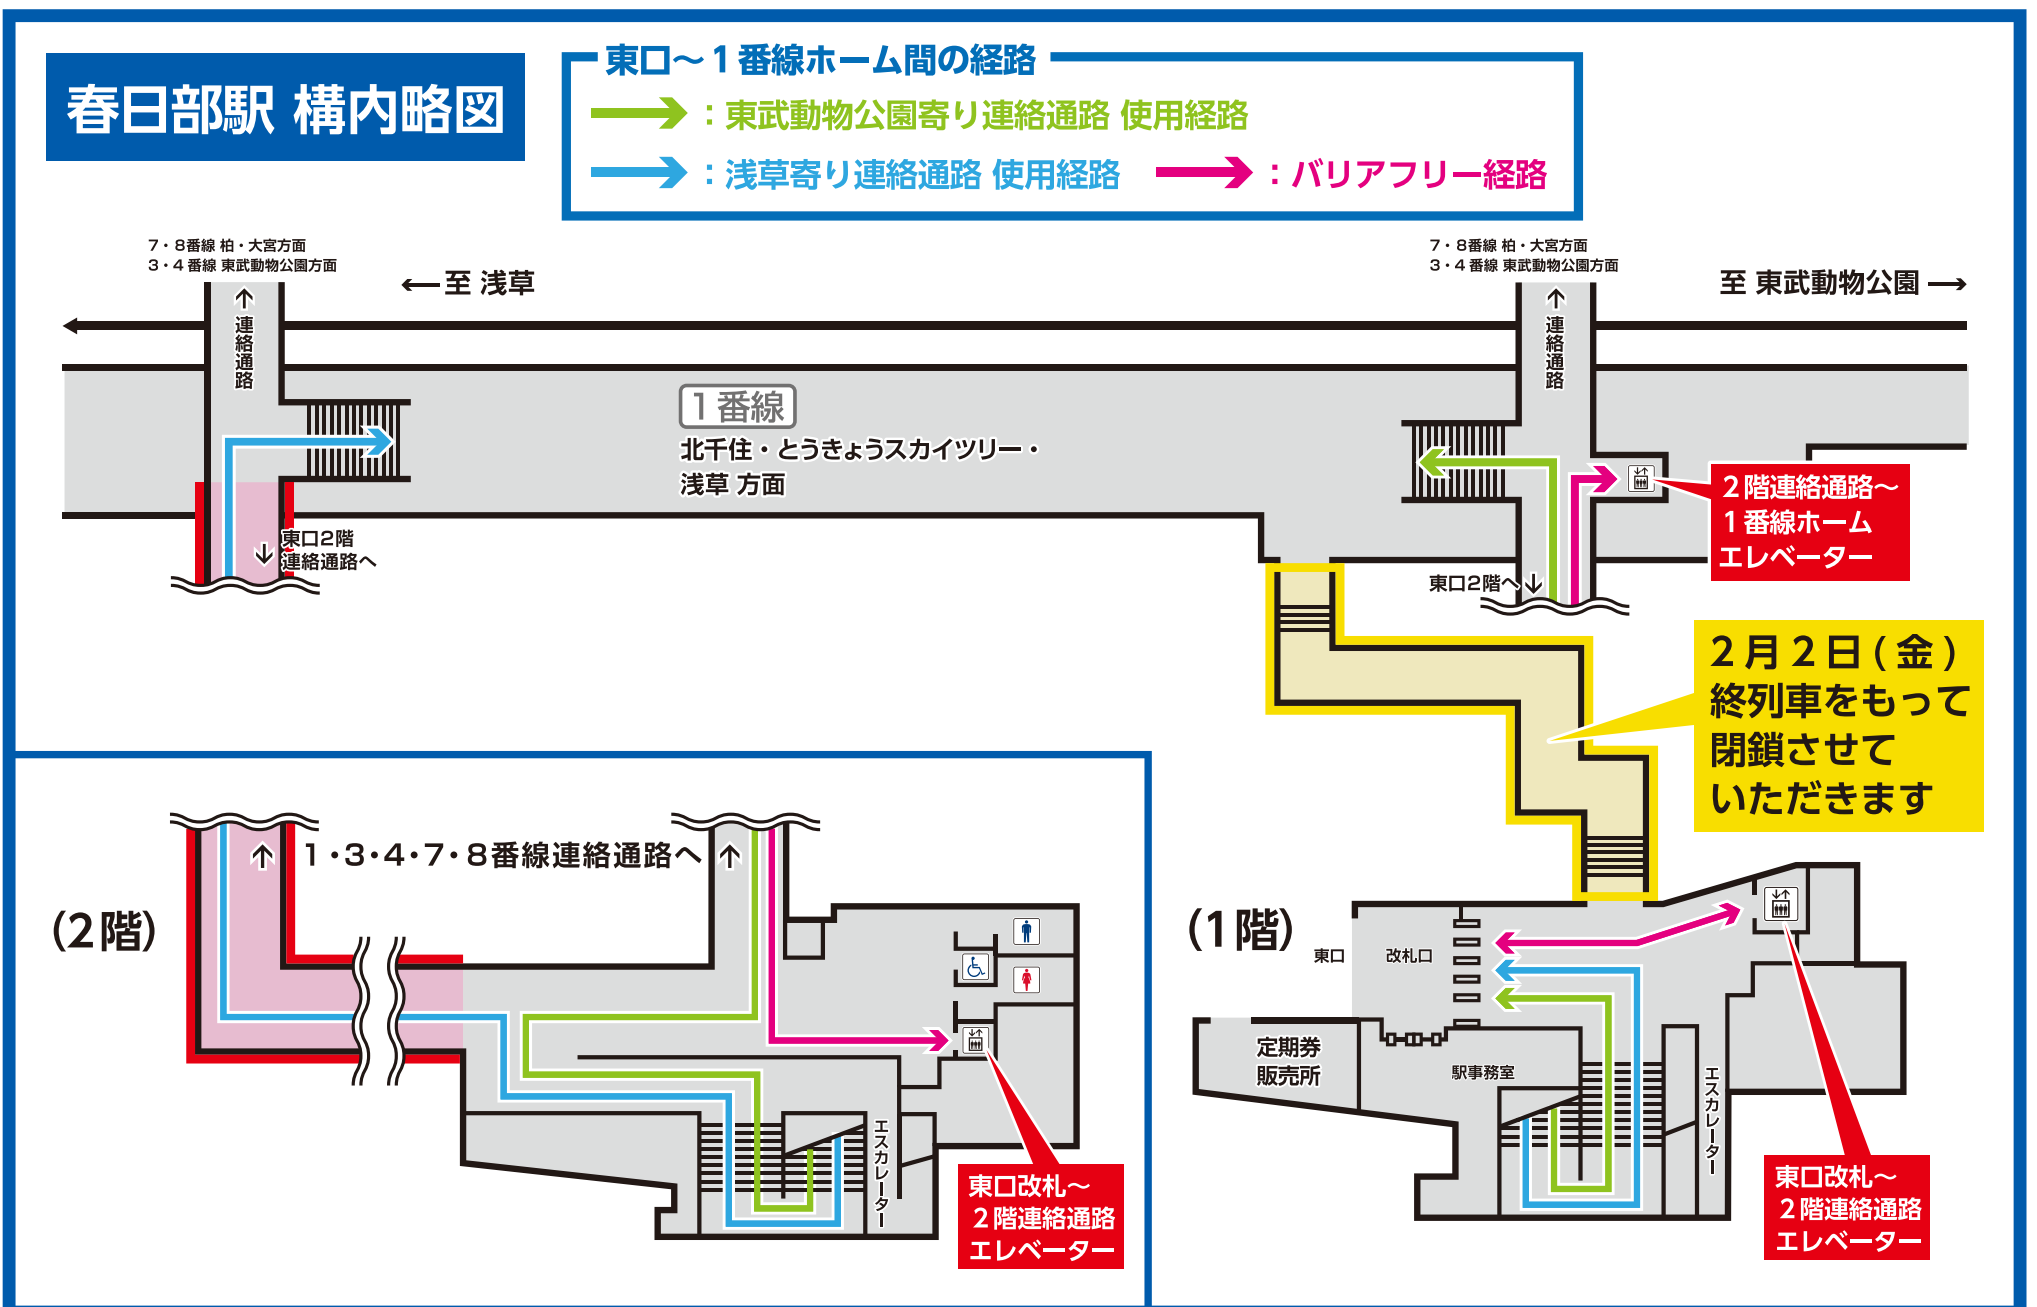 春日部駅 構内略図
東口～1番線ホーム間の経路
：東武動物公園寄り連絡通路 使用経路
：浅草寄り連絡通路 使用経路
：バリアフリー経路
7・8番線 柏・大宮方面
3・4番線 東武動物公園方面
←至 浅草
7・8番線 柏・大宮方面
3・4番線 東武動物公園方面
至 東武動物公園→
↑連絡通路
↑連絡通路
1番線
北千住・とうきょうスカイツリー・
浅草 方面
2階連絡通路～
1番線ホーム
エレベーター
↓東口2階
連絡通路へ
東口2階へ↓
2月2日(金)
終列車をもって
閉鎖させて
いただきます
↑1・3・4・7・8番線連絡通路へ↑
(2階)
エスカレーター
東口改札～
2階連絡通路
エレベーター
(1階)
東口
改札口
定期券
販売所
駅事務室
エスカレーター
東口改札～
2階連絡通路
エレベーター